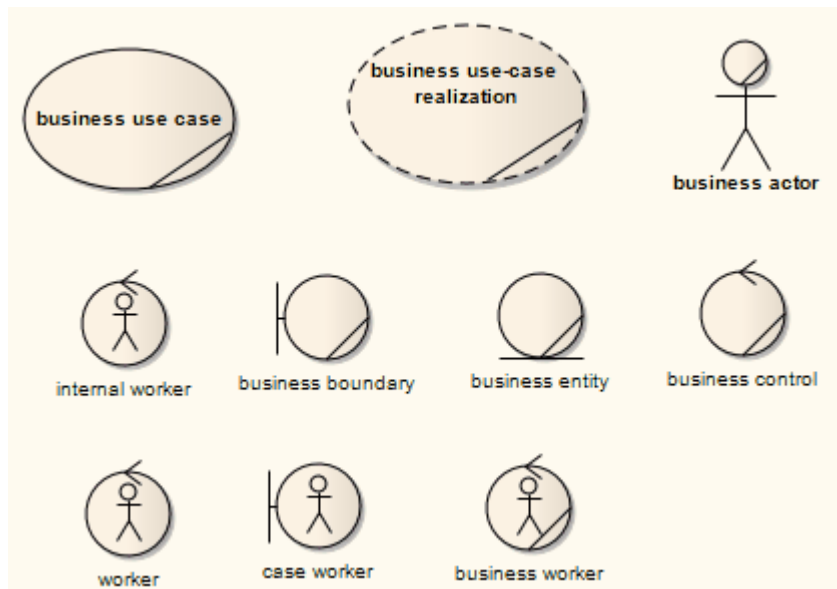 business use case
business use-case
realization
business actor
internal worker
business boundary
business entity
business control
worker
case worker
business worker